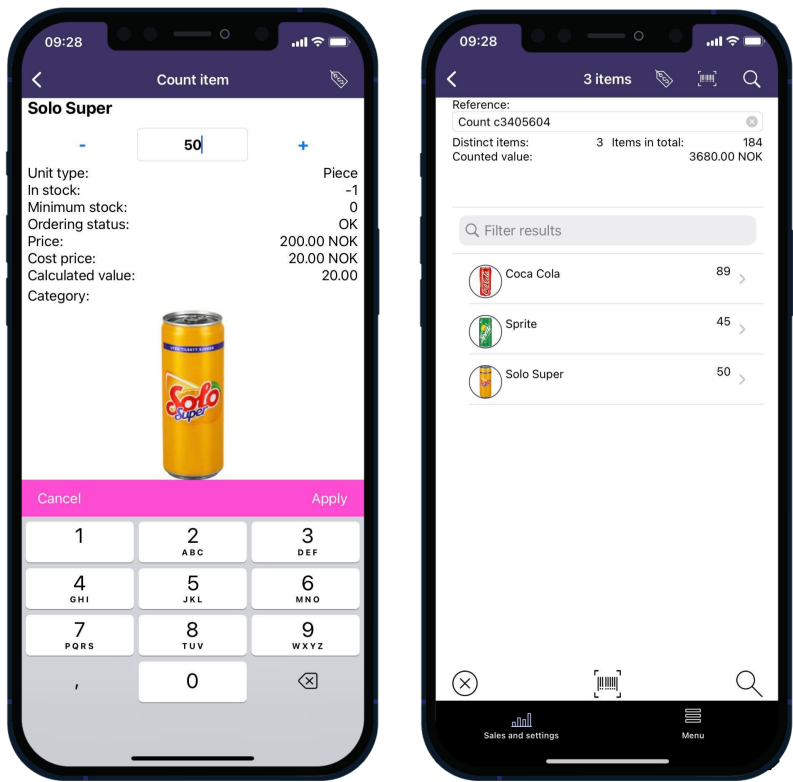 09:28
Count item
Solo Super
- 50 +
Unit type: Piece
In stock: -1
Minimum stock: 0
Ordering status: OK
Price: 200.00 NOK
Cost price: 20.00 NOK
Calculated value: 20.00
Category:
UTEN TILSATT SUKKER
Solo
Super
Cancel Apply
1 2 3
ABC DEF
4 5 6
GHI JKL MNO
7 8 9
PQRS TUV WXYZ
, 0
09:28
3 items
Reference:
Count c3405604
Distinct items: 3 Items in total: 184
Counted value: 3680.00 NOK
Filter results
Coca Cola 89
Sprite 45
Solo Super 50
Sales and settings Menu